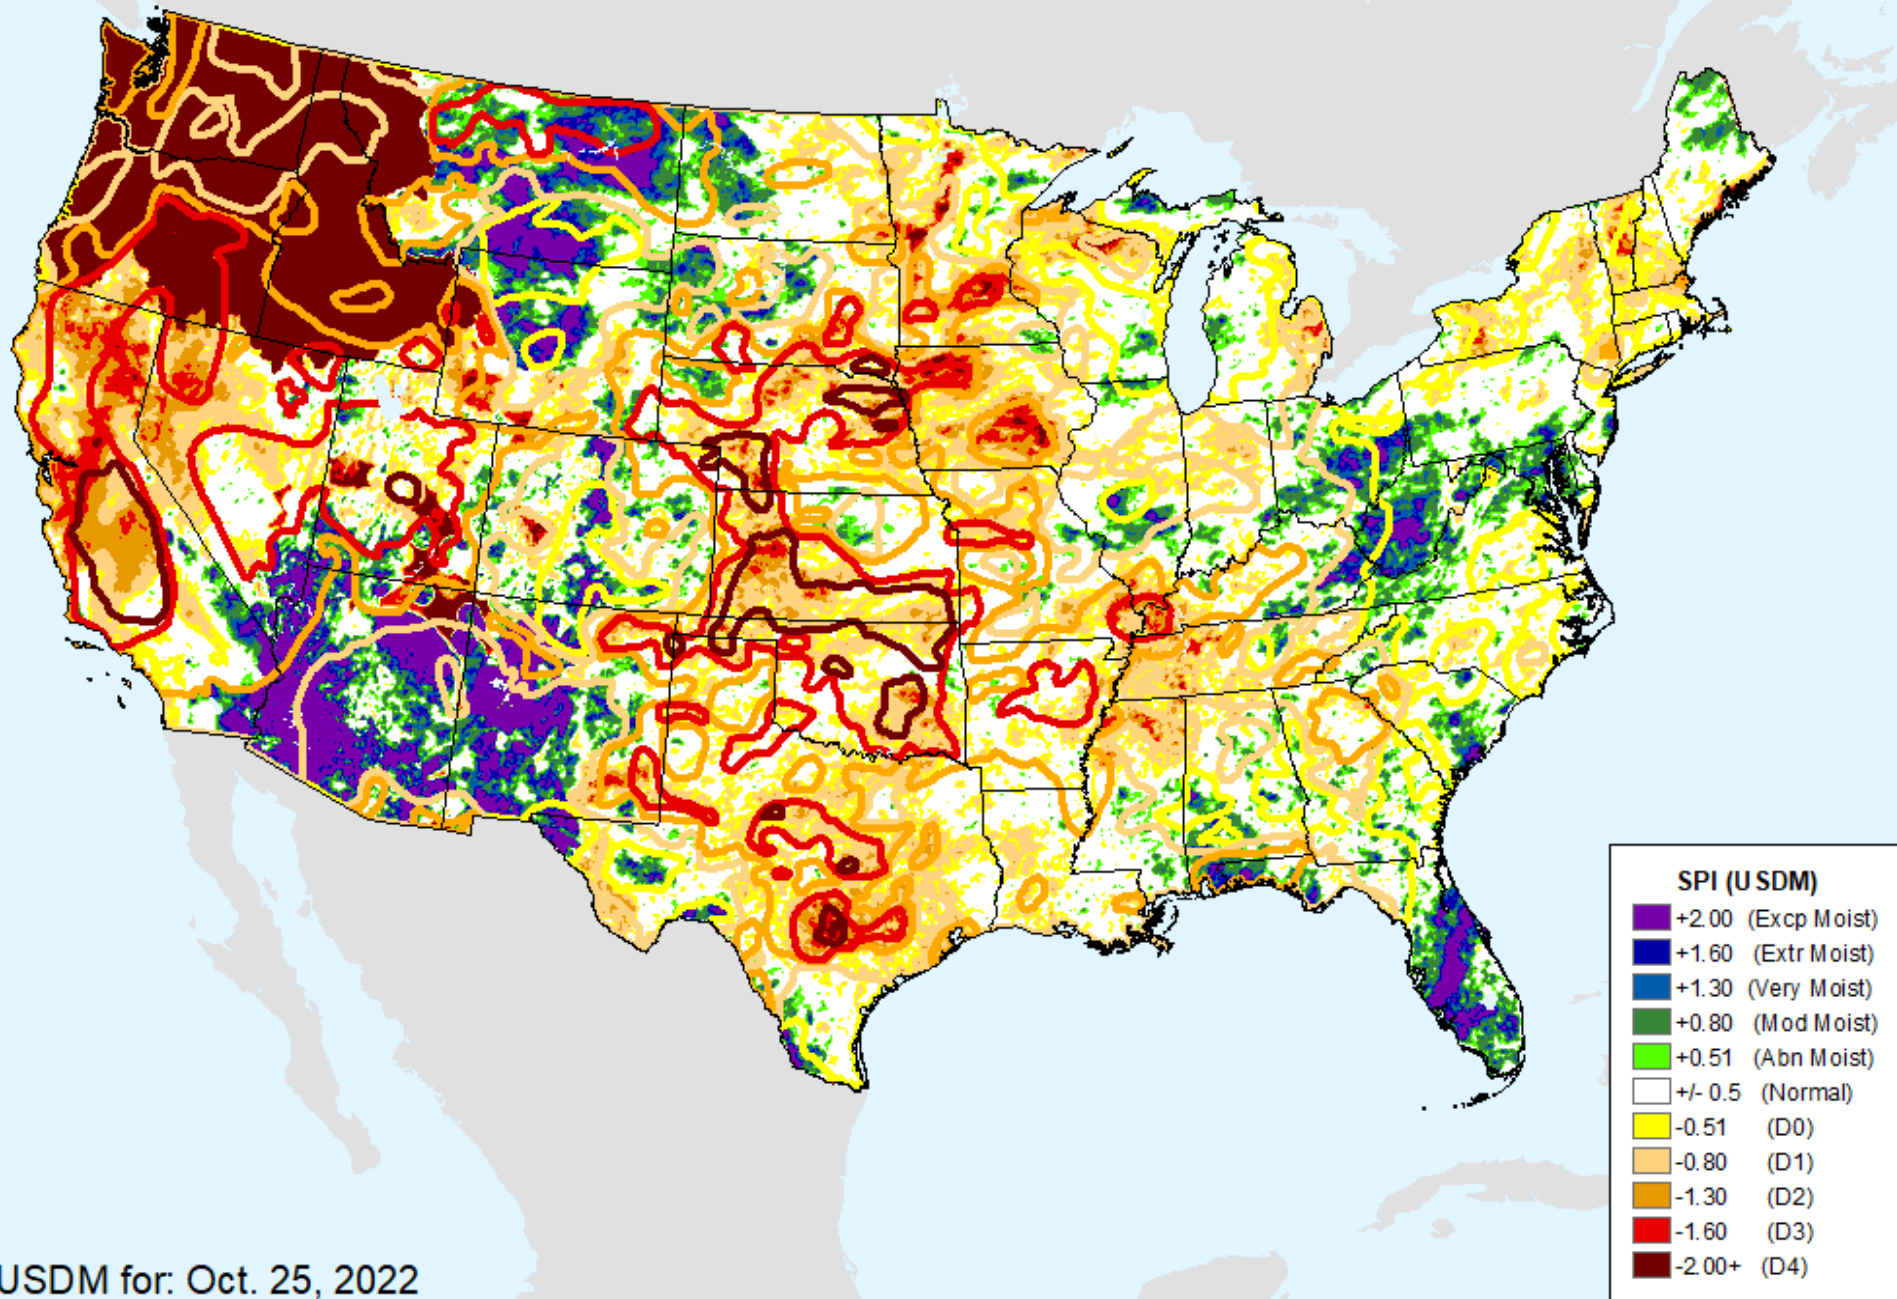 SPI (USDM)
+2.00 (Excp Moist)
+1.60 (Extr Moist)
+1.30 (Very Moist)
+0.80 (Mod Moist)
+0.51 (Abn Moist)
+/- 0.5 (Normal)
-0.51 (D0)
-0.80 (D1)
-1.30 (D2)
-1.60 (D3)
-2.00+ (D4)
USDM for: Oct. 25, 2022